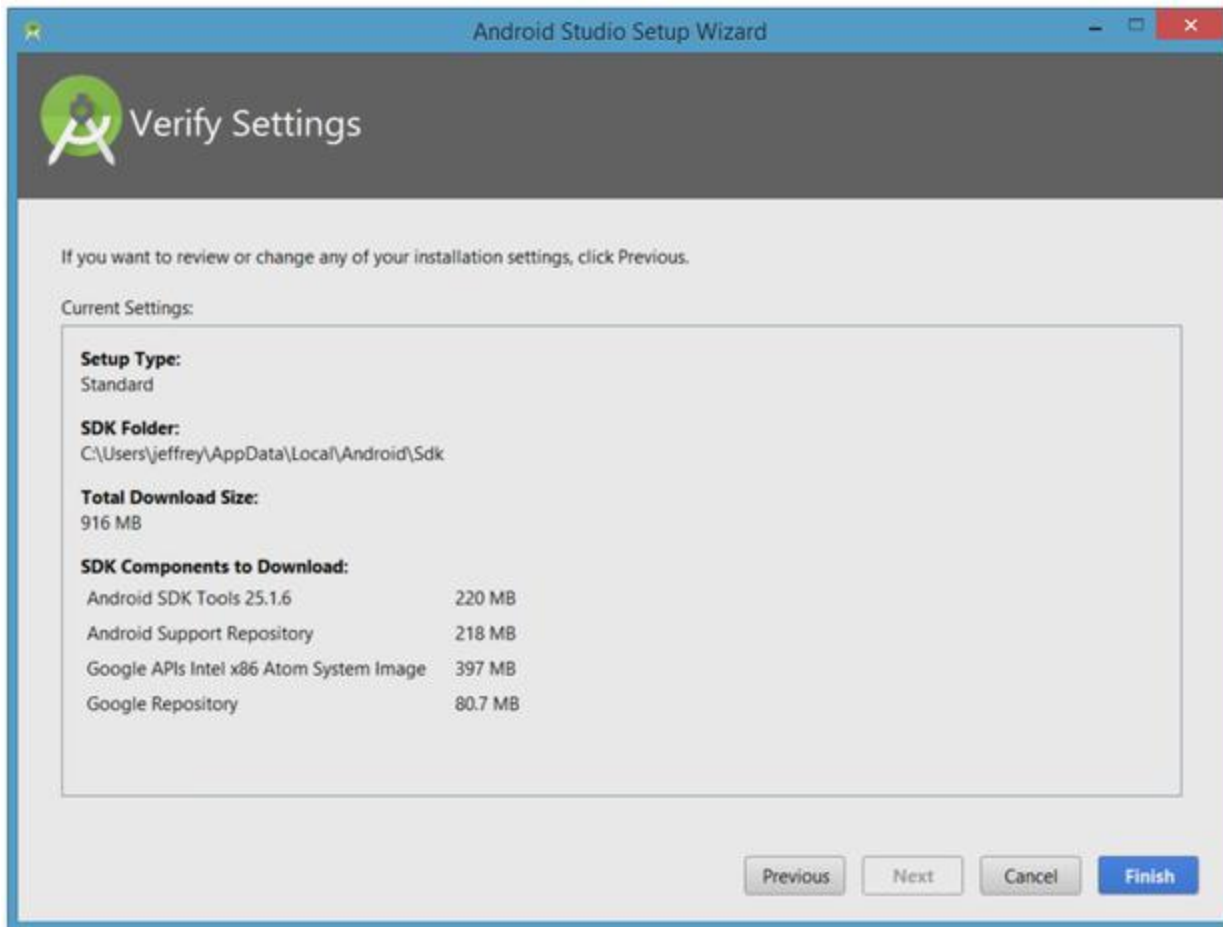 Android Studio Setup Wizard
Verify Settings
If you want to review or change any of your installation settings, click Previous.
Current Settings:
Setup Type:
Standard
SDK Folder:
C:\Users\jeffrey\AppData\Local\Android\Sdk
Total Download Size:
916 MB
SDK Components to Download:
Android SDK Tools 25.1.6 220 MB
Android Support Repository 218 MB
Google APIs Intel x86 Atom System Image 397 MB
Google Repository 80.7 MB
Previous Next Cancel Finish